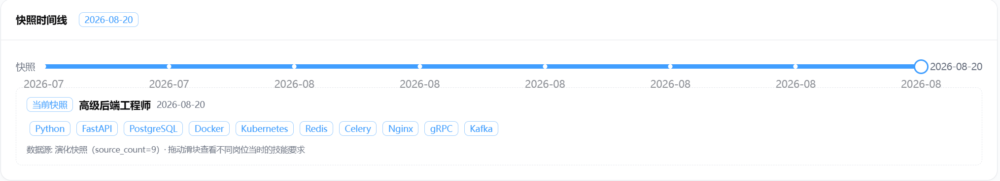 快照时间线 2026-08-20
快照 2026-08-20
2026-07 2026-07 2026-08 2026-08 2026-08 2026-08 2026-08 2026-08
当前快照 高级后端工程师 2026-08-20
Python FastAPI PostgreSQL Docker Kubernetes Redis Celery Nginx gRPC Kafka
数据源: 演化快照（source_count=9）· 拖动滑块查看不同岗位当时的技能要求